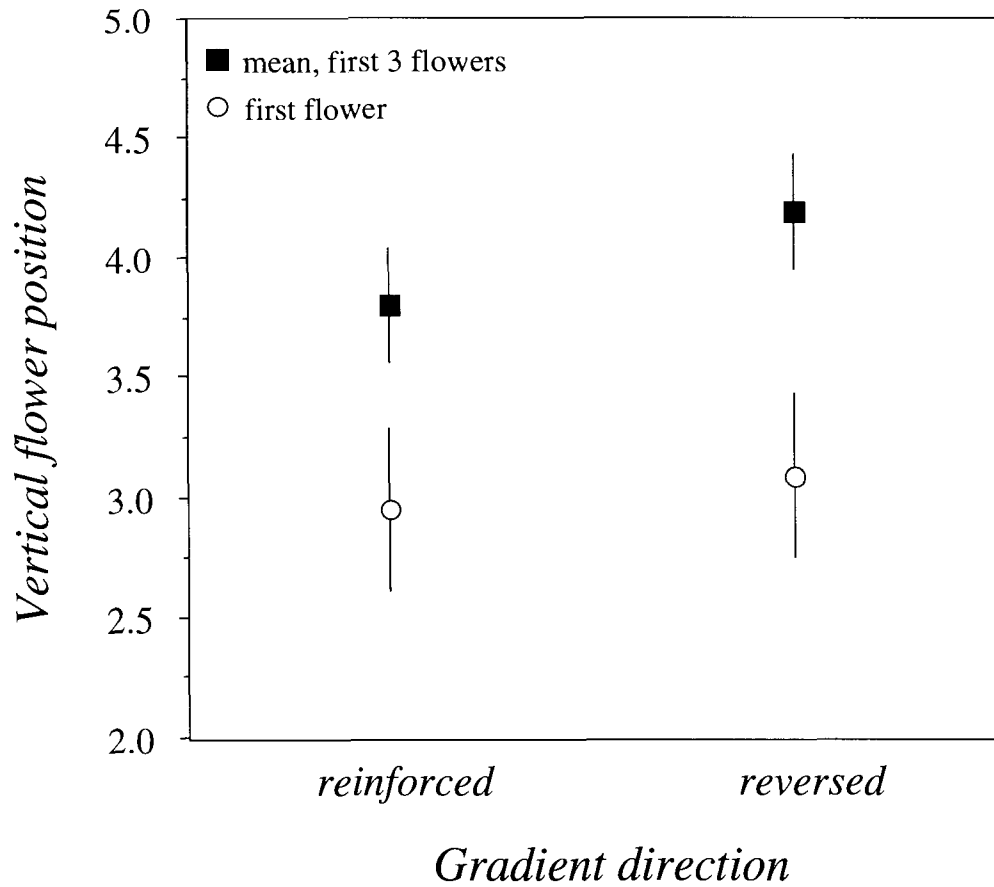 5.0
mean, first 3 flowers
first flower
4.5
4.0
3.5
3.0
2.5
2.0
Vertical flower position
reinforced reversed
Gradient direction